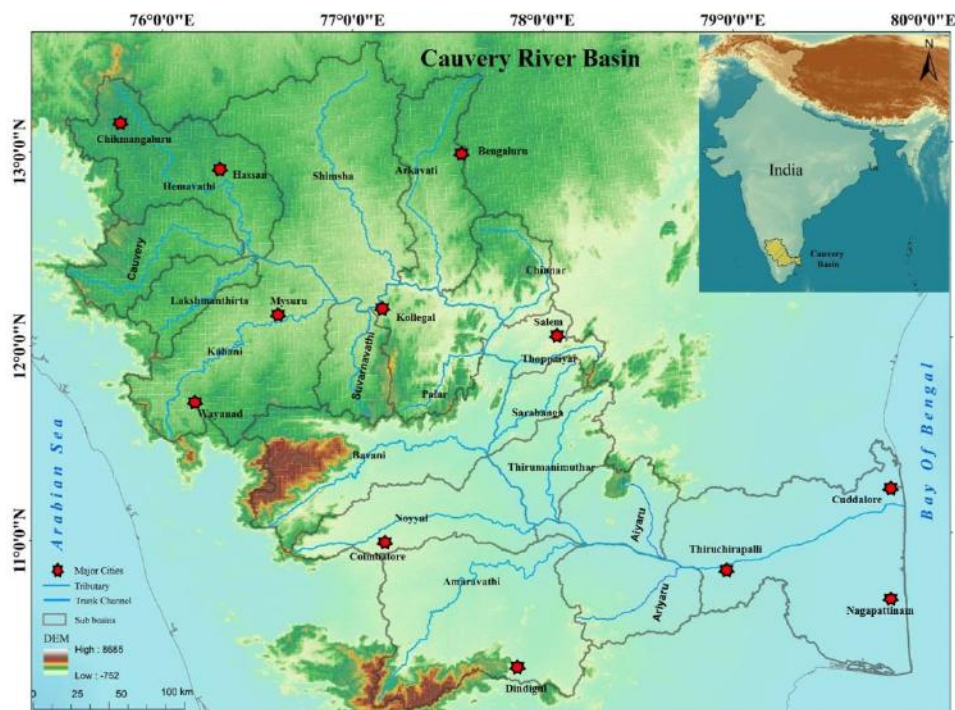 76°0'0"E
77°0'0"E
78°0'0"E
79°0'0"E
80°0'0"E
Cauvery River Basin
N
India
Cauvery
Basin
13°0'0"N
12°0'0"N
11°0'0"N
Chikmangaluru
Hemavathi
Hassan
Shimsha
Arkavati
Bengaluru
Cauvery
Chinnar
Lakshmanthirta
Mysuru
Kollegal
Salem
Kabani
Suvarnavathi
Thoppaiyar
Palar
Wayanad
Sarabanga
Bavani
Thirumanimuthar
Cuddalore
Noyyul
Aiyaru
Coimbalore
Thiruchirapalli
Amaravathi
Ariyaru
Nagapattinam
Dindigul
Arabian Sea
Bay Of Bengal
Major Cities
Tributary
Trunk Channel
Sub basins
DEM
High : 8685
Low : -752
0 25 50 100 km